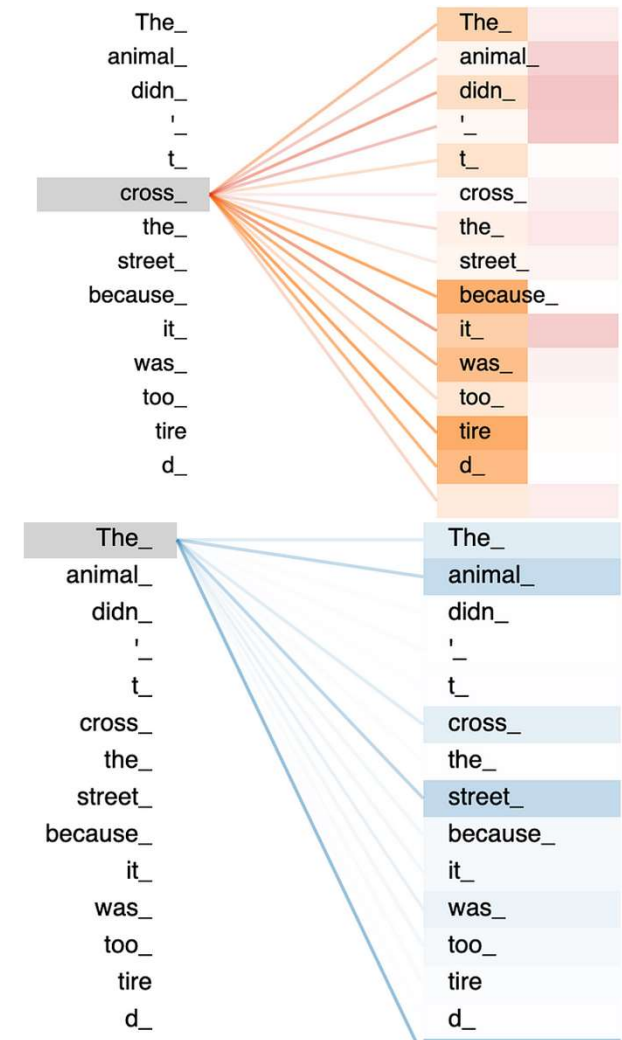 The_ The_
animal_ animal_
didn_ didn_
'_ '_
t_ t_
cross_ cross_
the_ the_
street_ street_
because_ because_
it_ it_
was_ was_
too_ too_
tire tire
d_ d_
The_ The_
animal_ animal_
didn_ didn_
'_ '_
t_ t_
cross_ cross_
the_ the_
street_ street_
because_ because_
it_ it_
was_ was_
too_ too_
tire tire
d_ d_